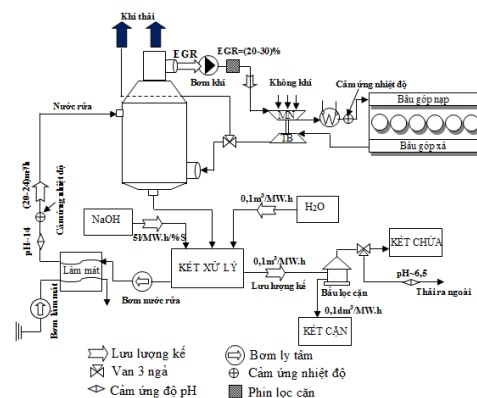 Khí thải
EGR
EGR=(20-30)%
Bơm khí
Không khí
Cảm ứng nhiệt độ
MN
TB
Bầu góp nạp
Bầu góp xả
Nước rửa
(20-24)m³/h
Cảm ứng nhiệt độ
pH~14
NaOH
5l/MW.h/%S
0,1m³/MW.h
H₂O
KÉT XỬ LÝ
0,1m³/MW.h
Lưu lượng kế
Bầu lọc cặn
KÉT CHỨA
pH~6,5
Thải ra ngoài
0,1dm³/MW.h
KÉT CẶN
Làm mát
Bơm nước rửa
Bơm làm mát
Lưu lượng kế
Van 3 ngả
Cảm ứng độ pH
Bơm ly tâm
Cảm ứng nhiệt độ
Phin lọc cặn